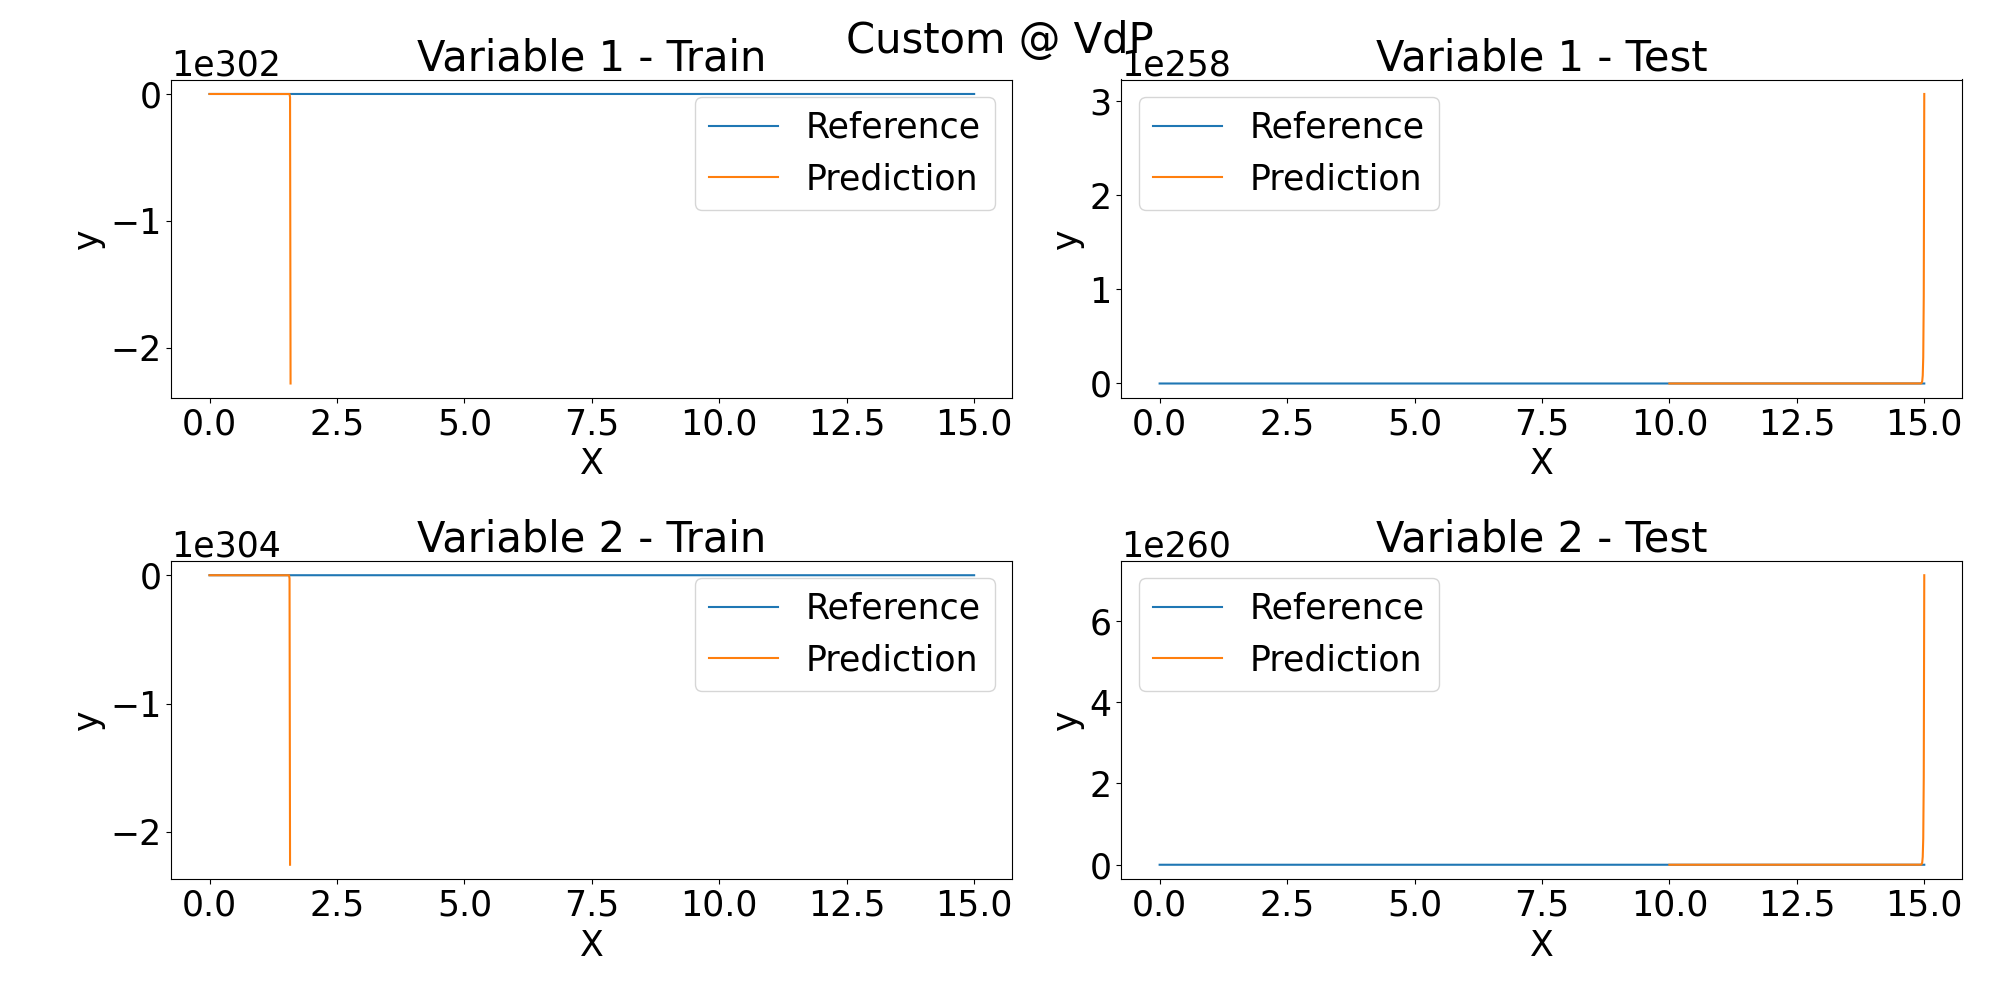 Custom @ VdP
Variable 1 - Train
1e302
0
−1
−2
y
Reference
Prediction
0.0 2.5 5.0 7.5 10.0 12.5 15.0
X
Variable 1 - Test
1e258
3
2
1
0
y
Reference
Prediction
0.0 2.5 5.0 7.5 10.0 12.5 15.0
X
Variable 2 - Train
1e304
0
−1
−2
y
Reference
Prediction
0.0 2.5 5.0 7.5 10.0 12.5 15.0
X
Variable 2 - Test
1e260
6
4
2
0
y
Reference
Prediction
0.0 2.5 5.0 7.5 10.0 12.5 15.0
X